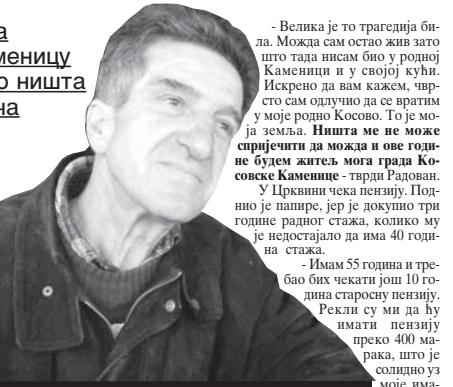 а
меницу
о ништа
на
- Велика је то трагедија би-
ла. Можда сам остао жив зато
што тада нисам био у родној
Каменици и у својој кући.
Искрено да вам кажем, чвр-
сто сам одлучио да се вратим
у моје родно Косово. То је мо-
ја земља. Ништа ме не може
спријечити да можда и ове годи-
не будем житељ мога града Ко-
совске Каменице - тврди Радован.
У Црквини чека пензију. Под-
нио је папире, јер је докупио три
године радног стажа, колико му
је недостајало да има 40 годи-
на стажа.
- Имам 55 година и тре-
бао бих чекати још 10 го-
дина старосну пензију.
Рекли су ми да ћу
имати пензију
преко 400 ма-
рака, што је
солидно уз
моје има-